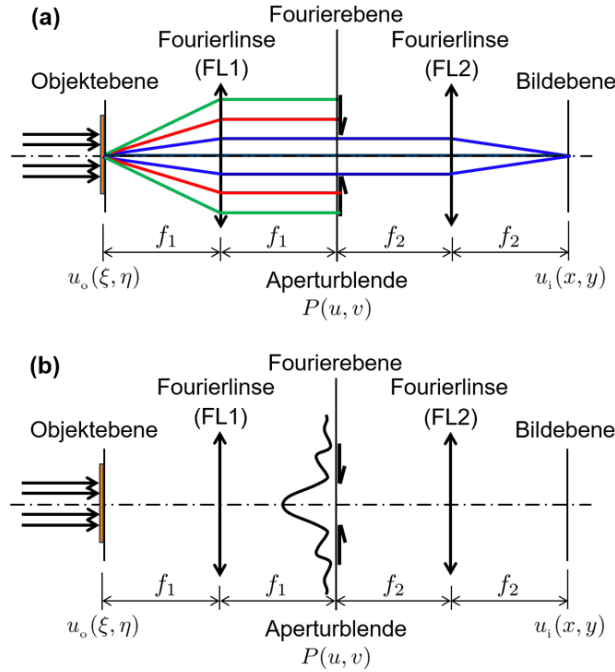 (a)
Fourierebene
Fourierlinse
(FL1)
Fourierlinse
(FL2)
Objektebene
Bildebene
f₁
f₁
f₂
f₂
uₒ(ξ, η)
Aperturblende
uᵢ(x, y)
P(u, v)
(b)
Fourierebene
Fourierlinse
(FL1)
Fourierlinse
(FL2)
Objektebene
Bildebene
f₁
f₁
f₂
f₂
uₒ(ξ, η)
Aperturblende
uᵢ(x, y)
P(u, v)